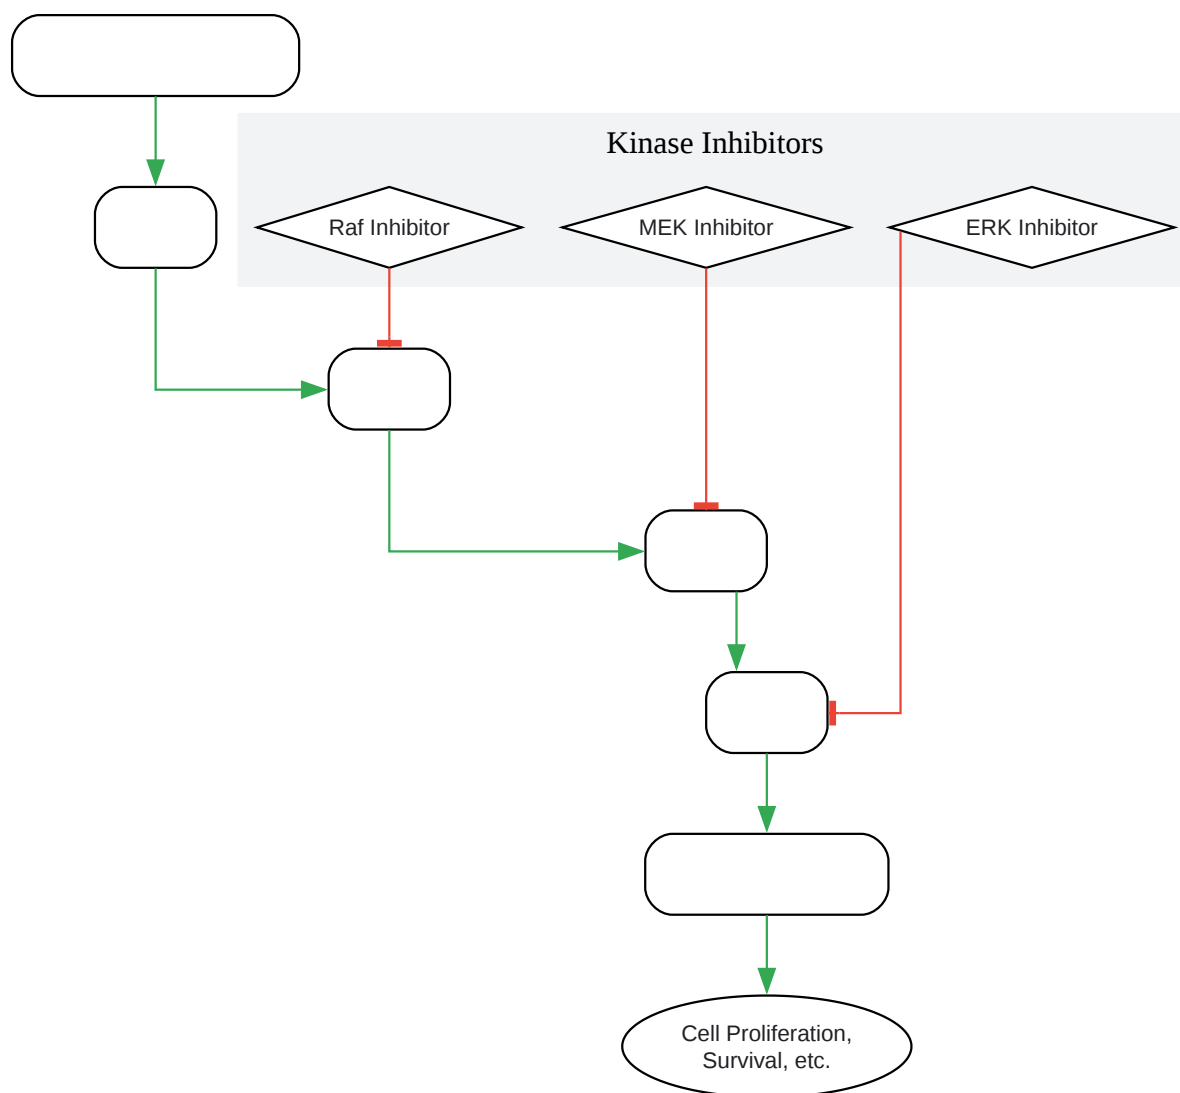 Kinase Inhibitors
Raf Inhibitor
MEK Inhibitor
ERK Inhibitor
Cell Proliferation,
Survival, etc.